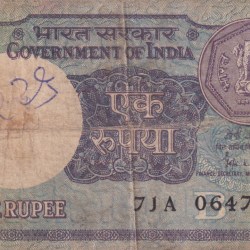 भारत सरकार
GOVERNMENT OF INDIA
एक
रुपया
RUPEE
7JA 0647